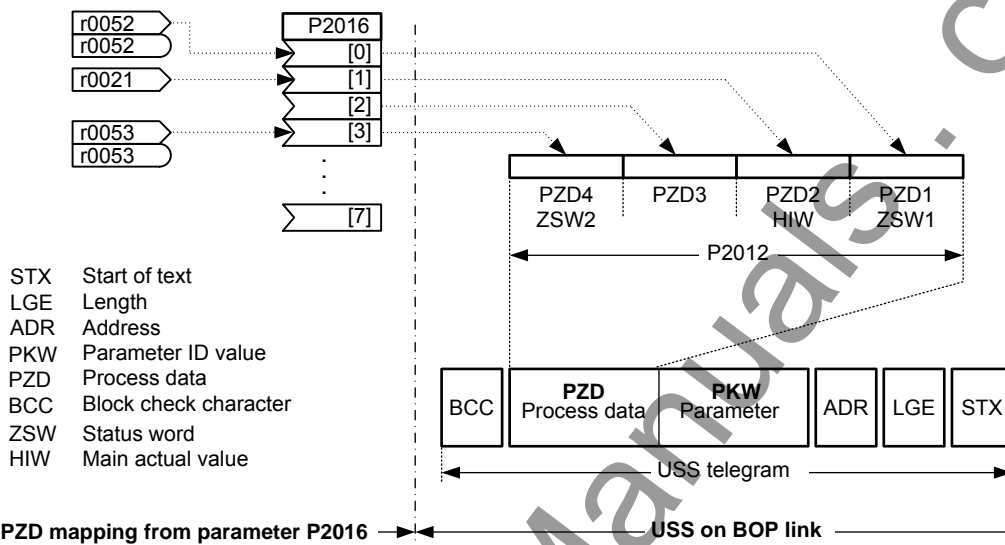 r0052
r0052
r0021
r0053
r0053
P2016
[0]
[1]
[2]
[3]
[7]
PZD4
ZSW2
PZD3
PZD2
HIW
PZD1
ZSW1
P2012
STX Start of text
LGE Length
ADR Address
PKW Parameter ID value
PZD Process data
BCC Block check character
ZSW Status word
HIW Main actual value
BCC
PZD
Process data
PKW
Parameter
ADR
LGE
STX
USS telegram
PZD mapping from parameter P2016
USS on BOP link